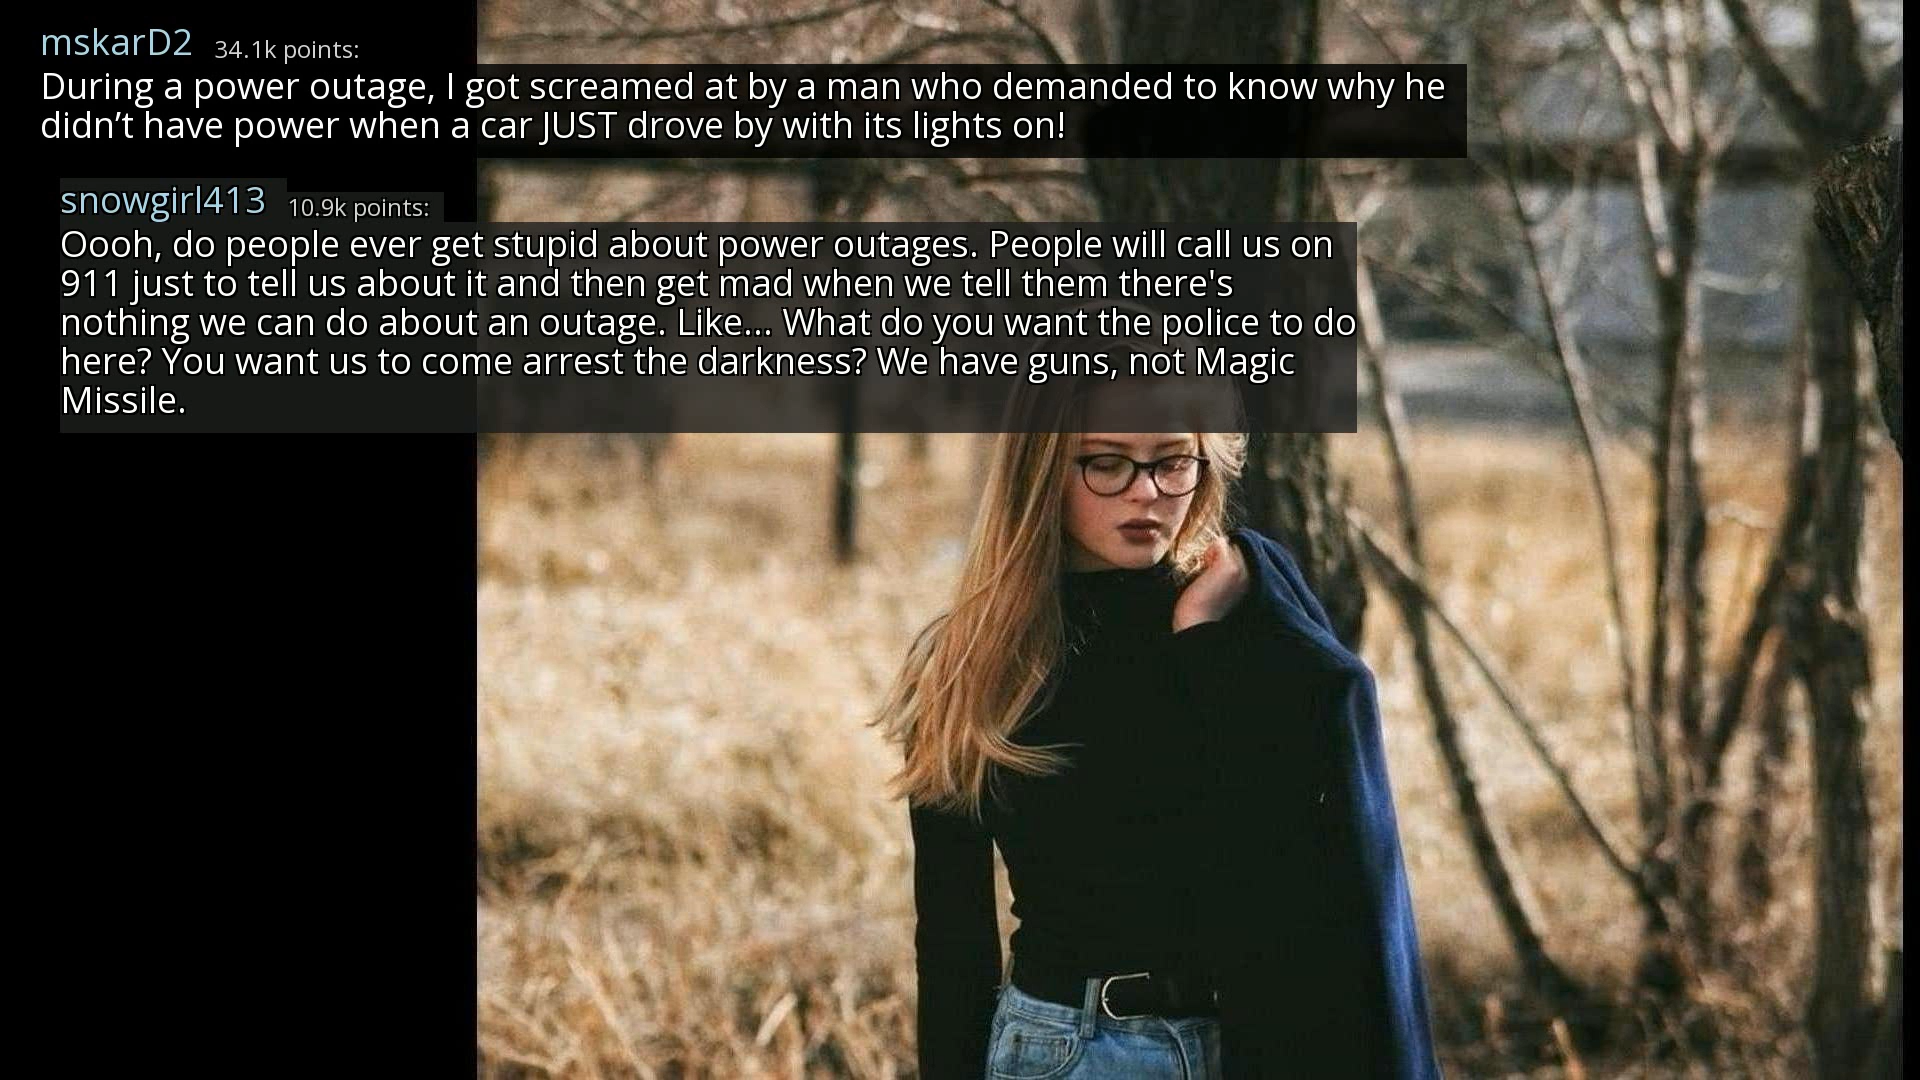 mskarD2 34.1k points:
During a power outage, I got screamed at by a man who demanded to know why he
didn’t have power when a car JUST drove by with its lights on!
snowgirl413 10.9k points:
Oooh, do people ever get stupid about power outages. People will call us on
911 just to tell us about it and then get mad when we tell them there's
nothing we can do about an outage. Like... What do you want the police to do
here? You want us to come arrest the darkness? We have guns, not Magic
Missile.